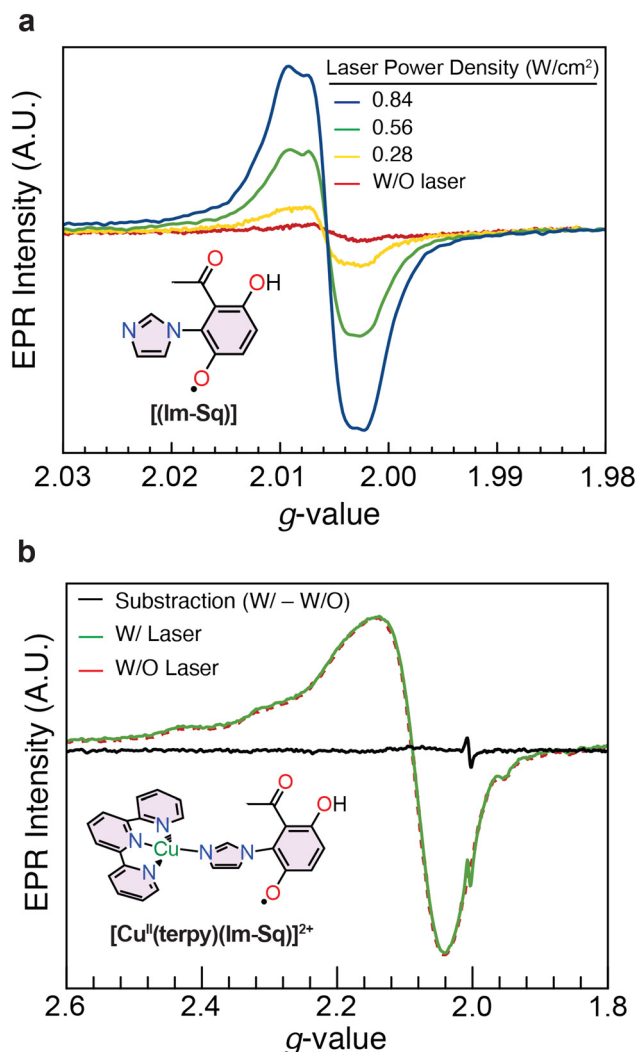 a
EPR Intensity (A.U.)
Laser Power Density (W/cm²)
0.84
0.56
0.28
W/O laser
O
OH
N
N
O
[(Im-Sq)]
2.03 2.02 2.01 2.00 1.99 1.98
g-value
b
EPR Intensity (A.U.)
Substraction (W/ – W/O)
W/ Laser
W/O Laser
O
OH
N
N Cu N N
N
O
[Cuᴵᴵ(terpy)(Im-Sq)]²⁺
2.6 2.4 2.2 2.0 1.8
g-value